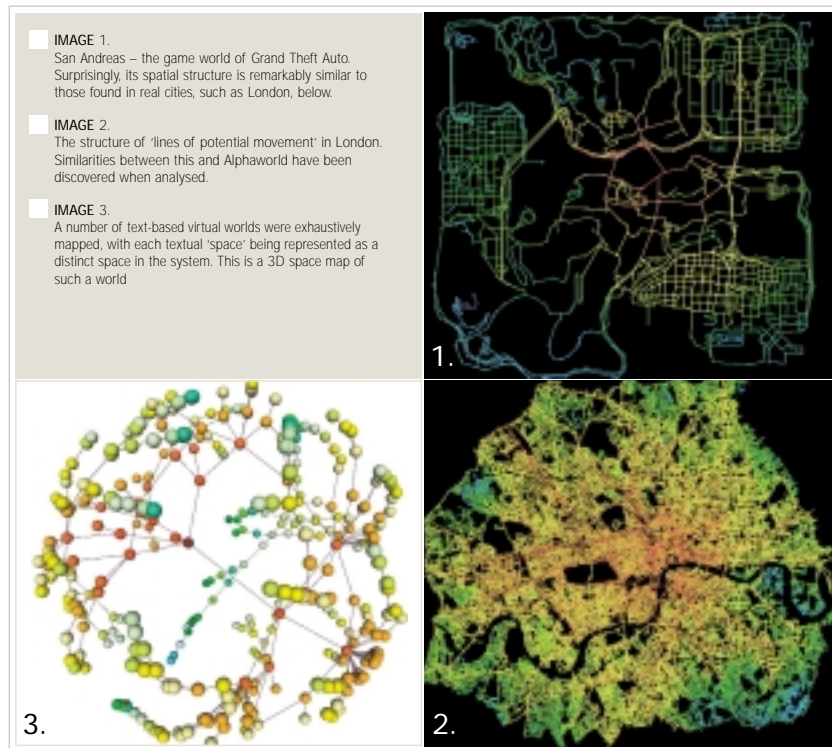 IMAGE 1.
San Andreas – the game world of Grand Theft Auto.
Surprisingly, its spatial structure is remarkably similar to
those found in real cities, such as London, below.
IMAGE 2.
The structure of 'lines of potential movement' in London.
Similarities between this and Alphaworld have been
discovered when analysed.
IMAGE 3.
A number of text-based virtual worlds were exhaustively
mapped, with each textual 'space' being represented as a
distinct space in the system. This is a 3D space map of
such a world
1.
3.
2.